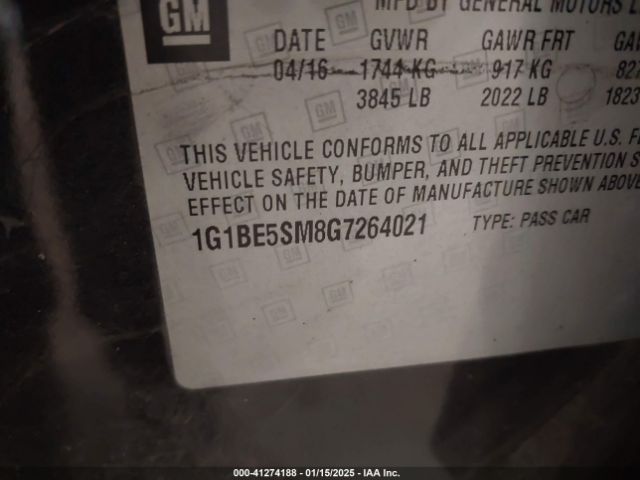 GM
MFD BY GENERAL MOTORS L
DATE GVWR GAWR FRT GA
04/16 1744 KG 917 KG 827
3845 LB 2022 LB 1823
THIS VEHICLE CONFORMS TO ALL APPLICABLE U.S. F
VEHICLE SAFETY, BUMPER, AND THEFT PREVENTION S
EFFECT ON THE DATE OF MANUFACTURE SHOWN ABOVE
1G1BE5SM8G7264021 TYPE: PASS CAR
000-41274188 - 01/15/2025 - IAA Inc.